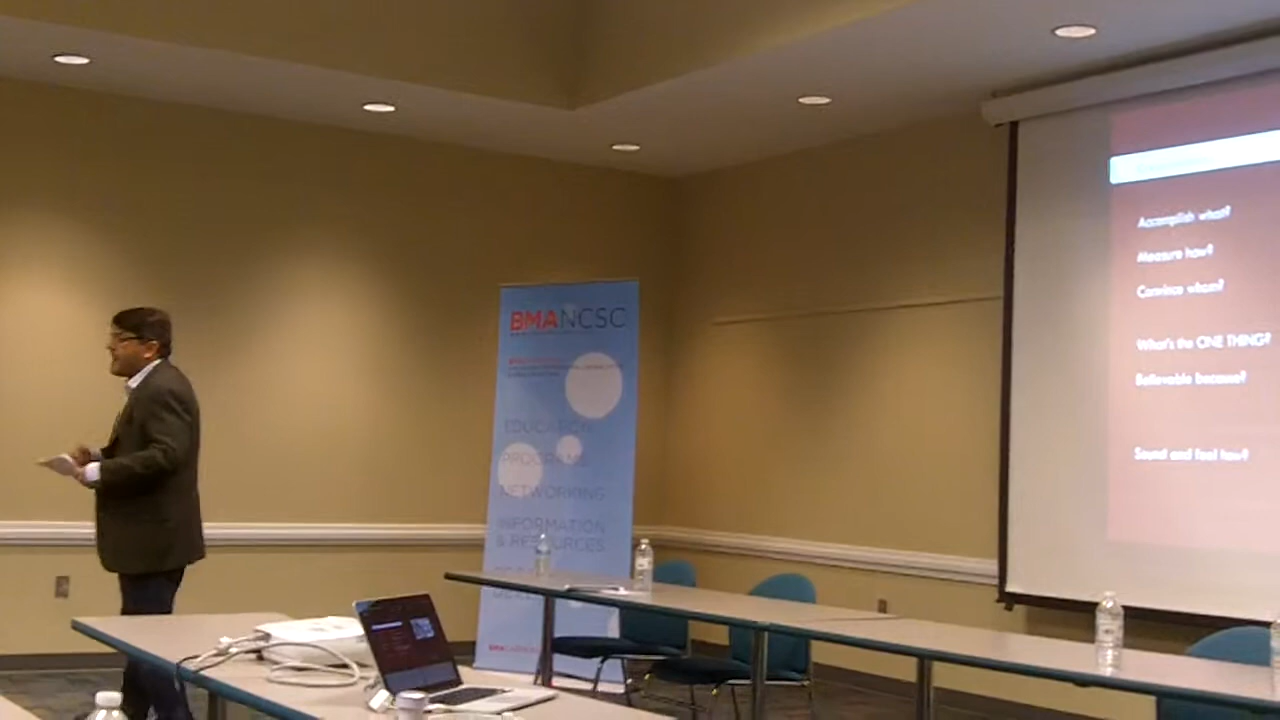 BMANCSC
EDUCATION
PROGRAMS
NETWORKING
INFORMATION
& RESOURCES
Accomplish what?
Measure how?
Convince whom?
What's the ONE THING?
Believable because?
Sound and feel how?